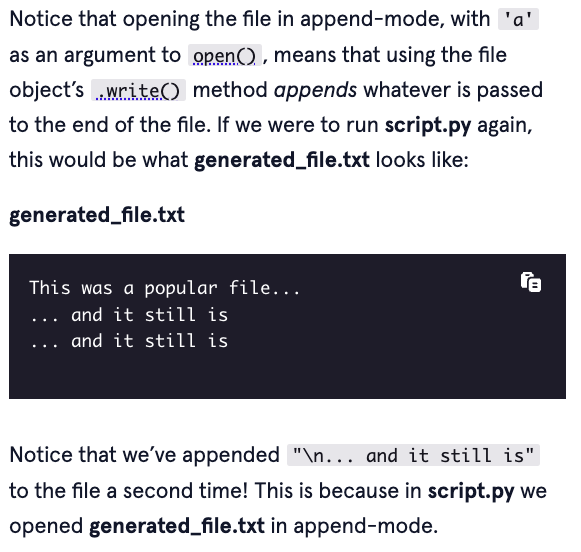 Notice that opening the file in append-mode, with 'a'
as an argument to open(), means that using the file
object’s .write() method appends whatever is passed
to the end of the file. If we were to run script.py again,
this would be what generated_file.txt looks like:
generated_file.txt
This was a popular file...
... and it still is
... and it still is
Notice that we’ve appended "\n... and it still is"
to the file a second time! This is because in script.py we
opened generated_file.txt in append-mode.